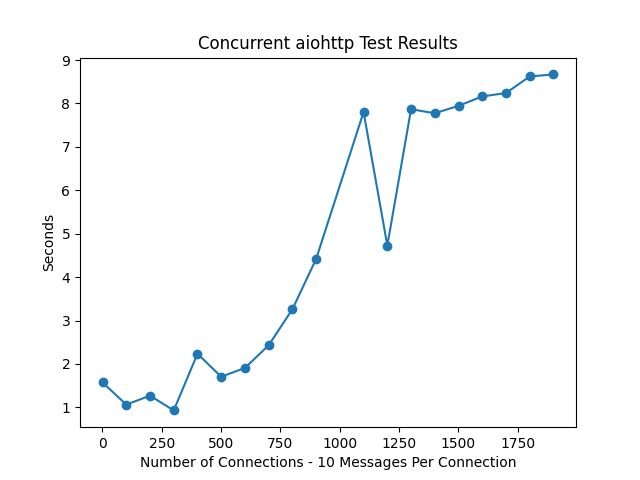 Concurrent aiohttp Test Results
9
8
7
6
5
4
3
2
1
Seconds
0 250 500 750 1000 1250 1500 1750
Number of Connections - 10 Messages Per Connection